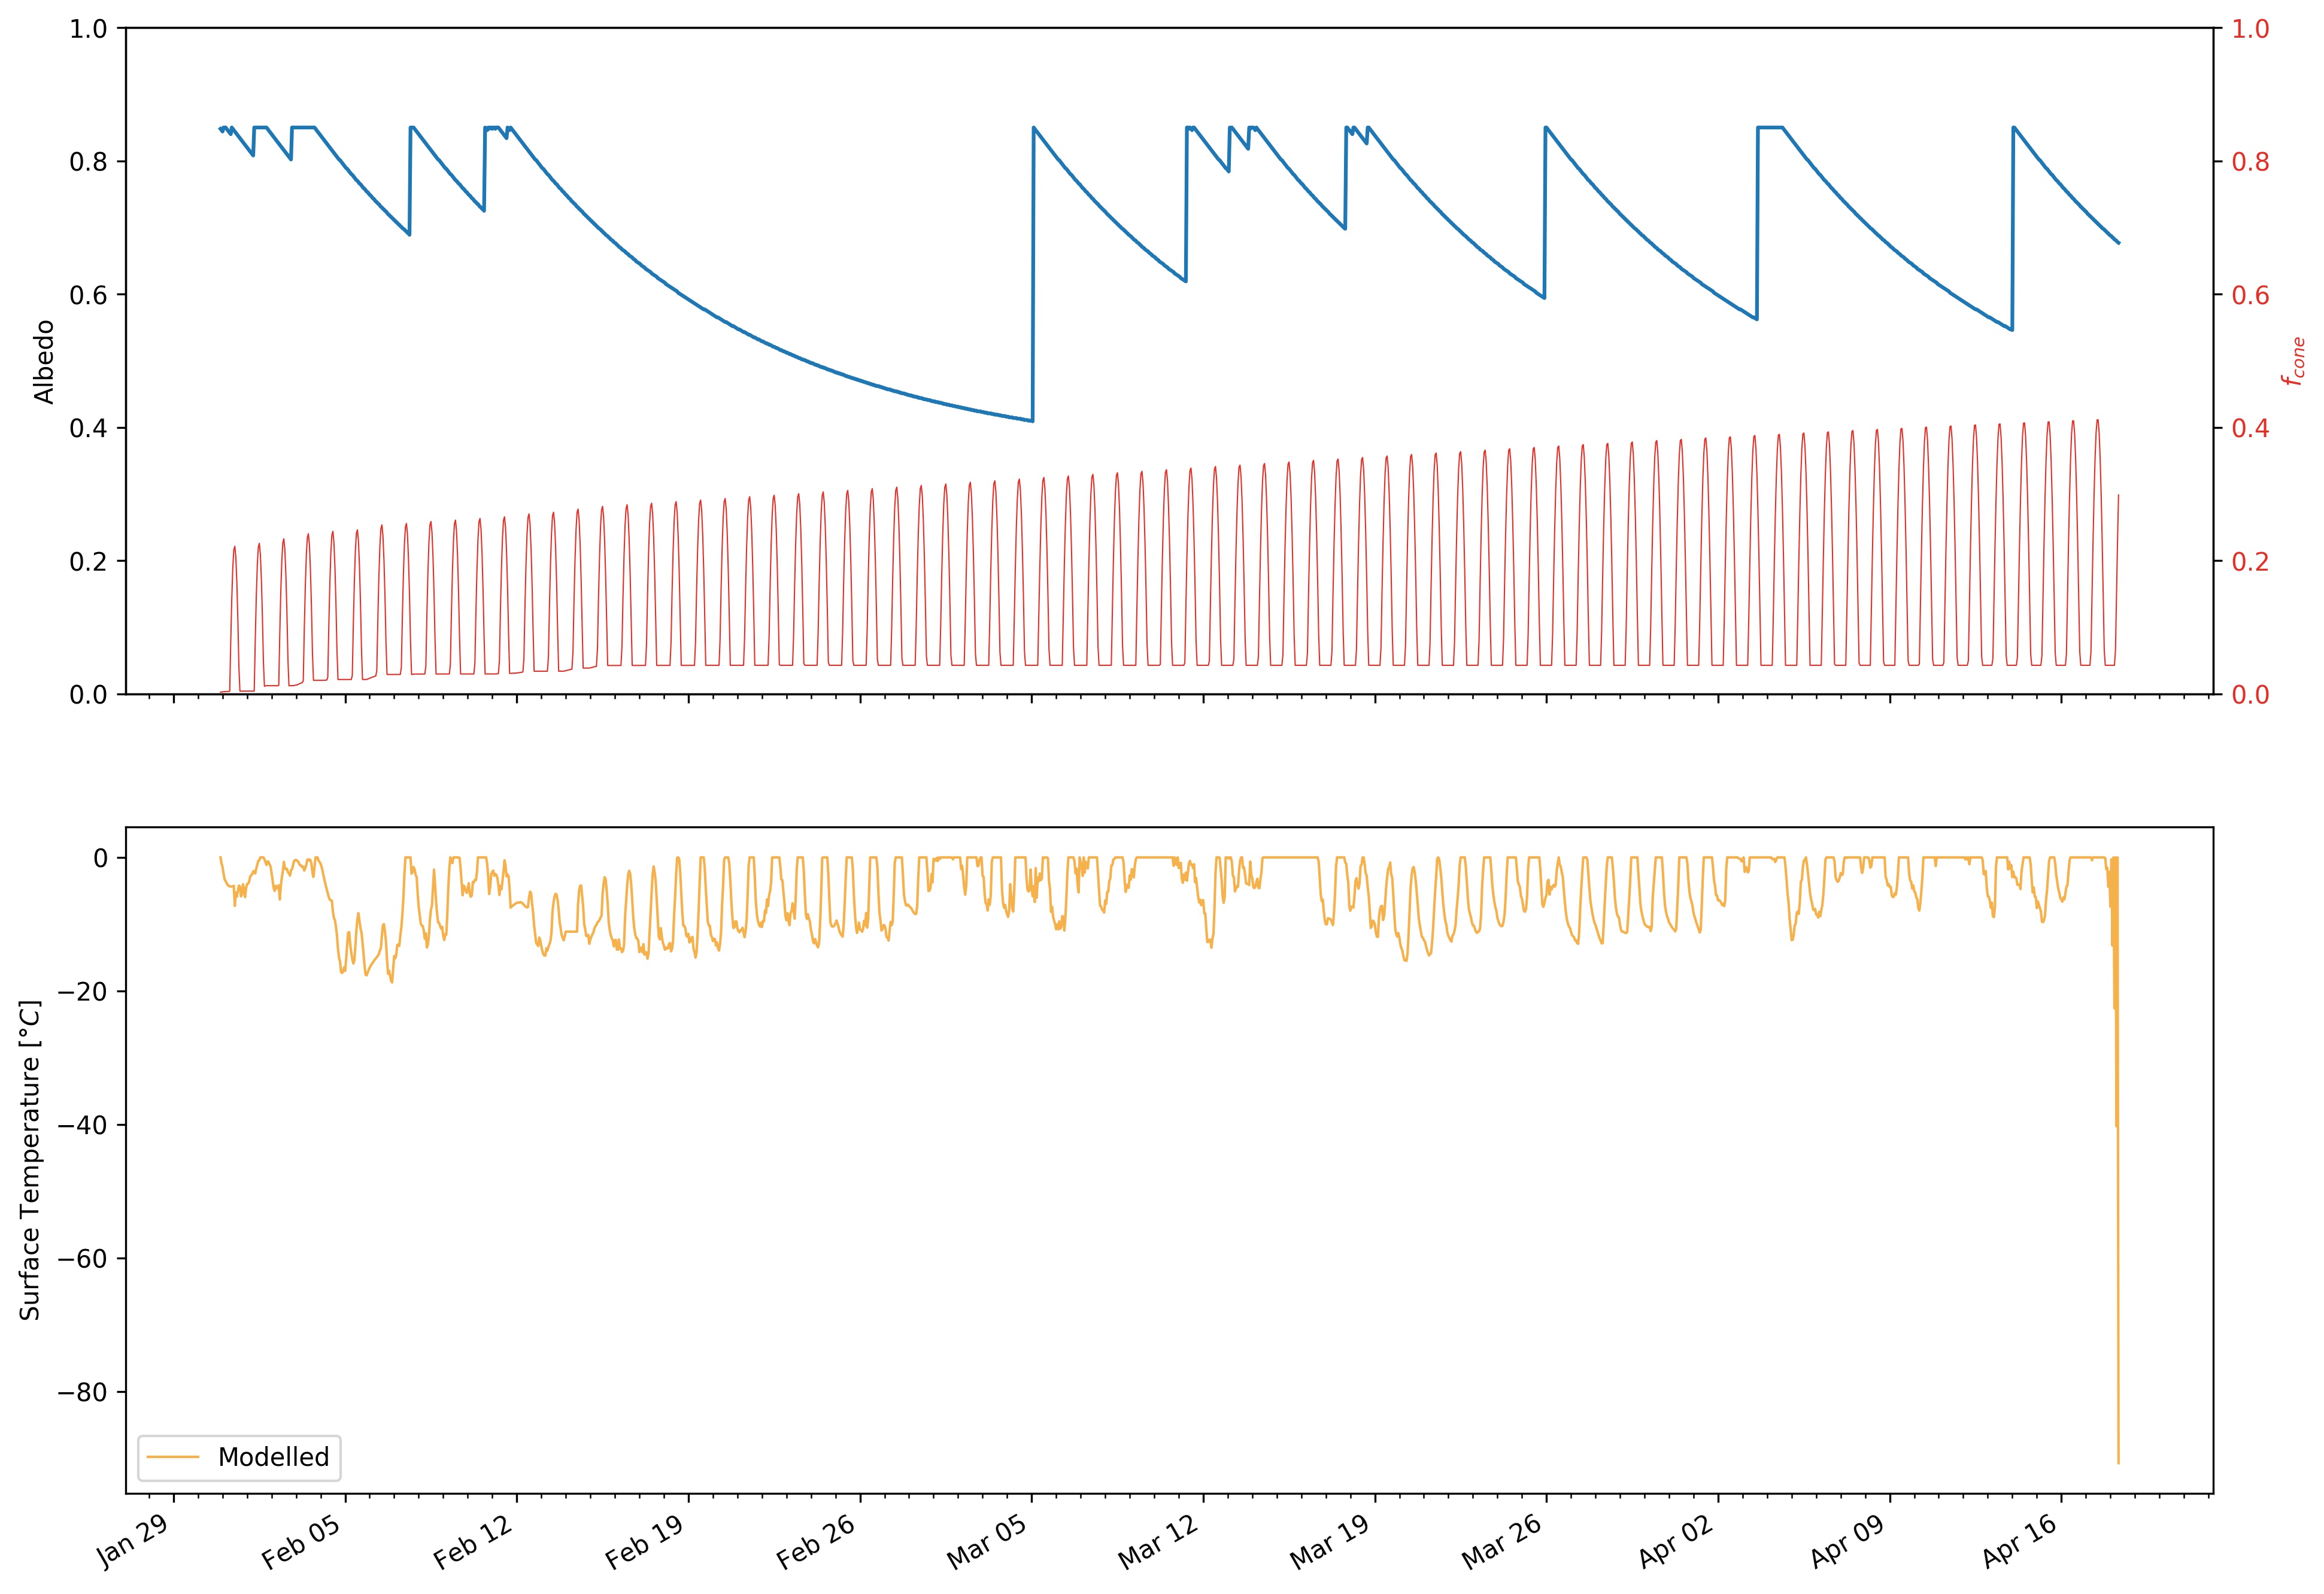 1.0
0.8
0.6
0.4
0.2
0.0
Albedo
1.0
0.8
0.6
0.4
0.2
0.0
f_cone
0
−20
−40
−60
−80
Surface Temperature [°C]
Modelled
Jan 29
Feb 05
Feb 12
Feb 19
Feb 26
Mar 05
Mar 12
Mar 19
Mar 26
Apr 02
Apr 09
Apr 16